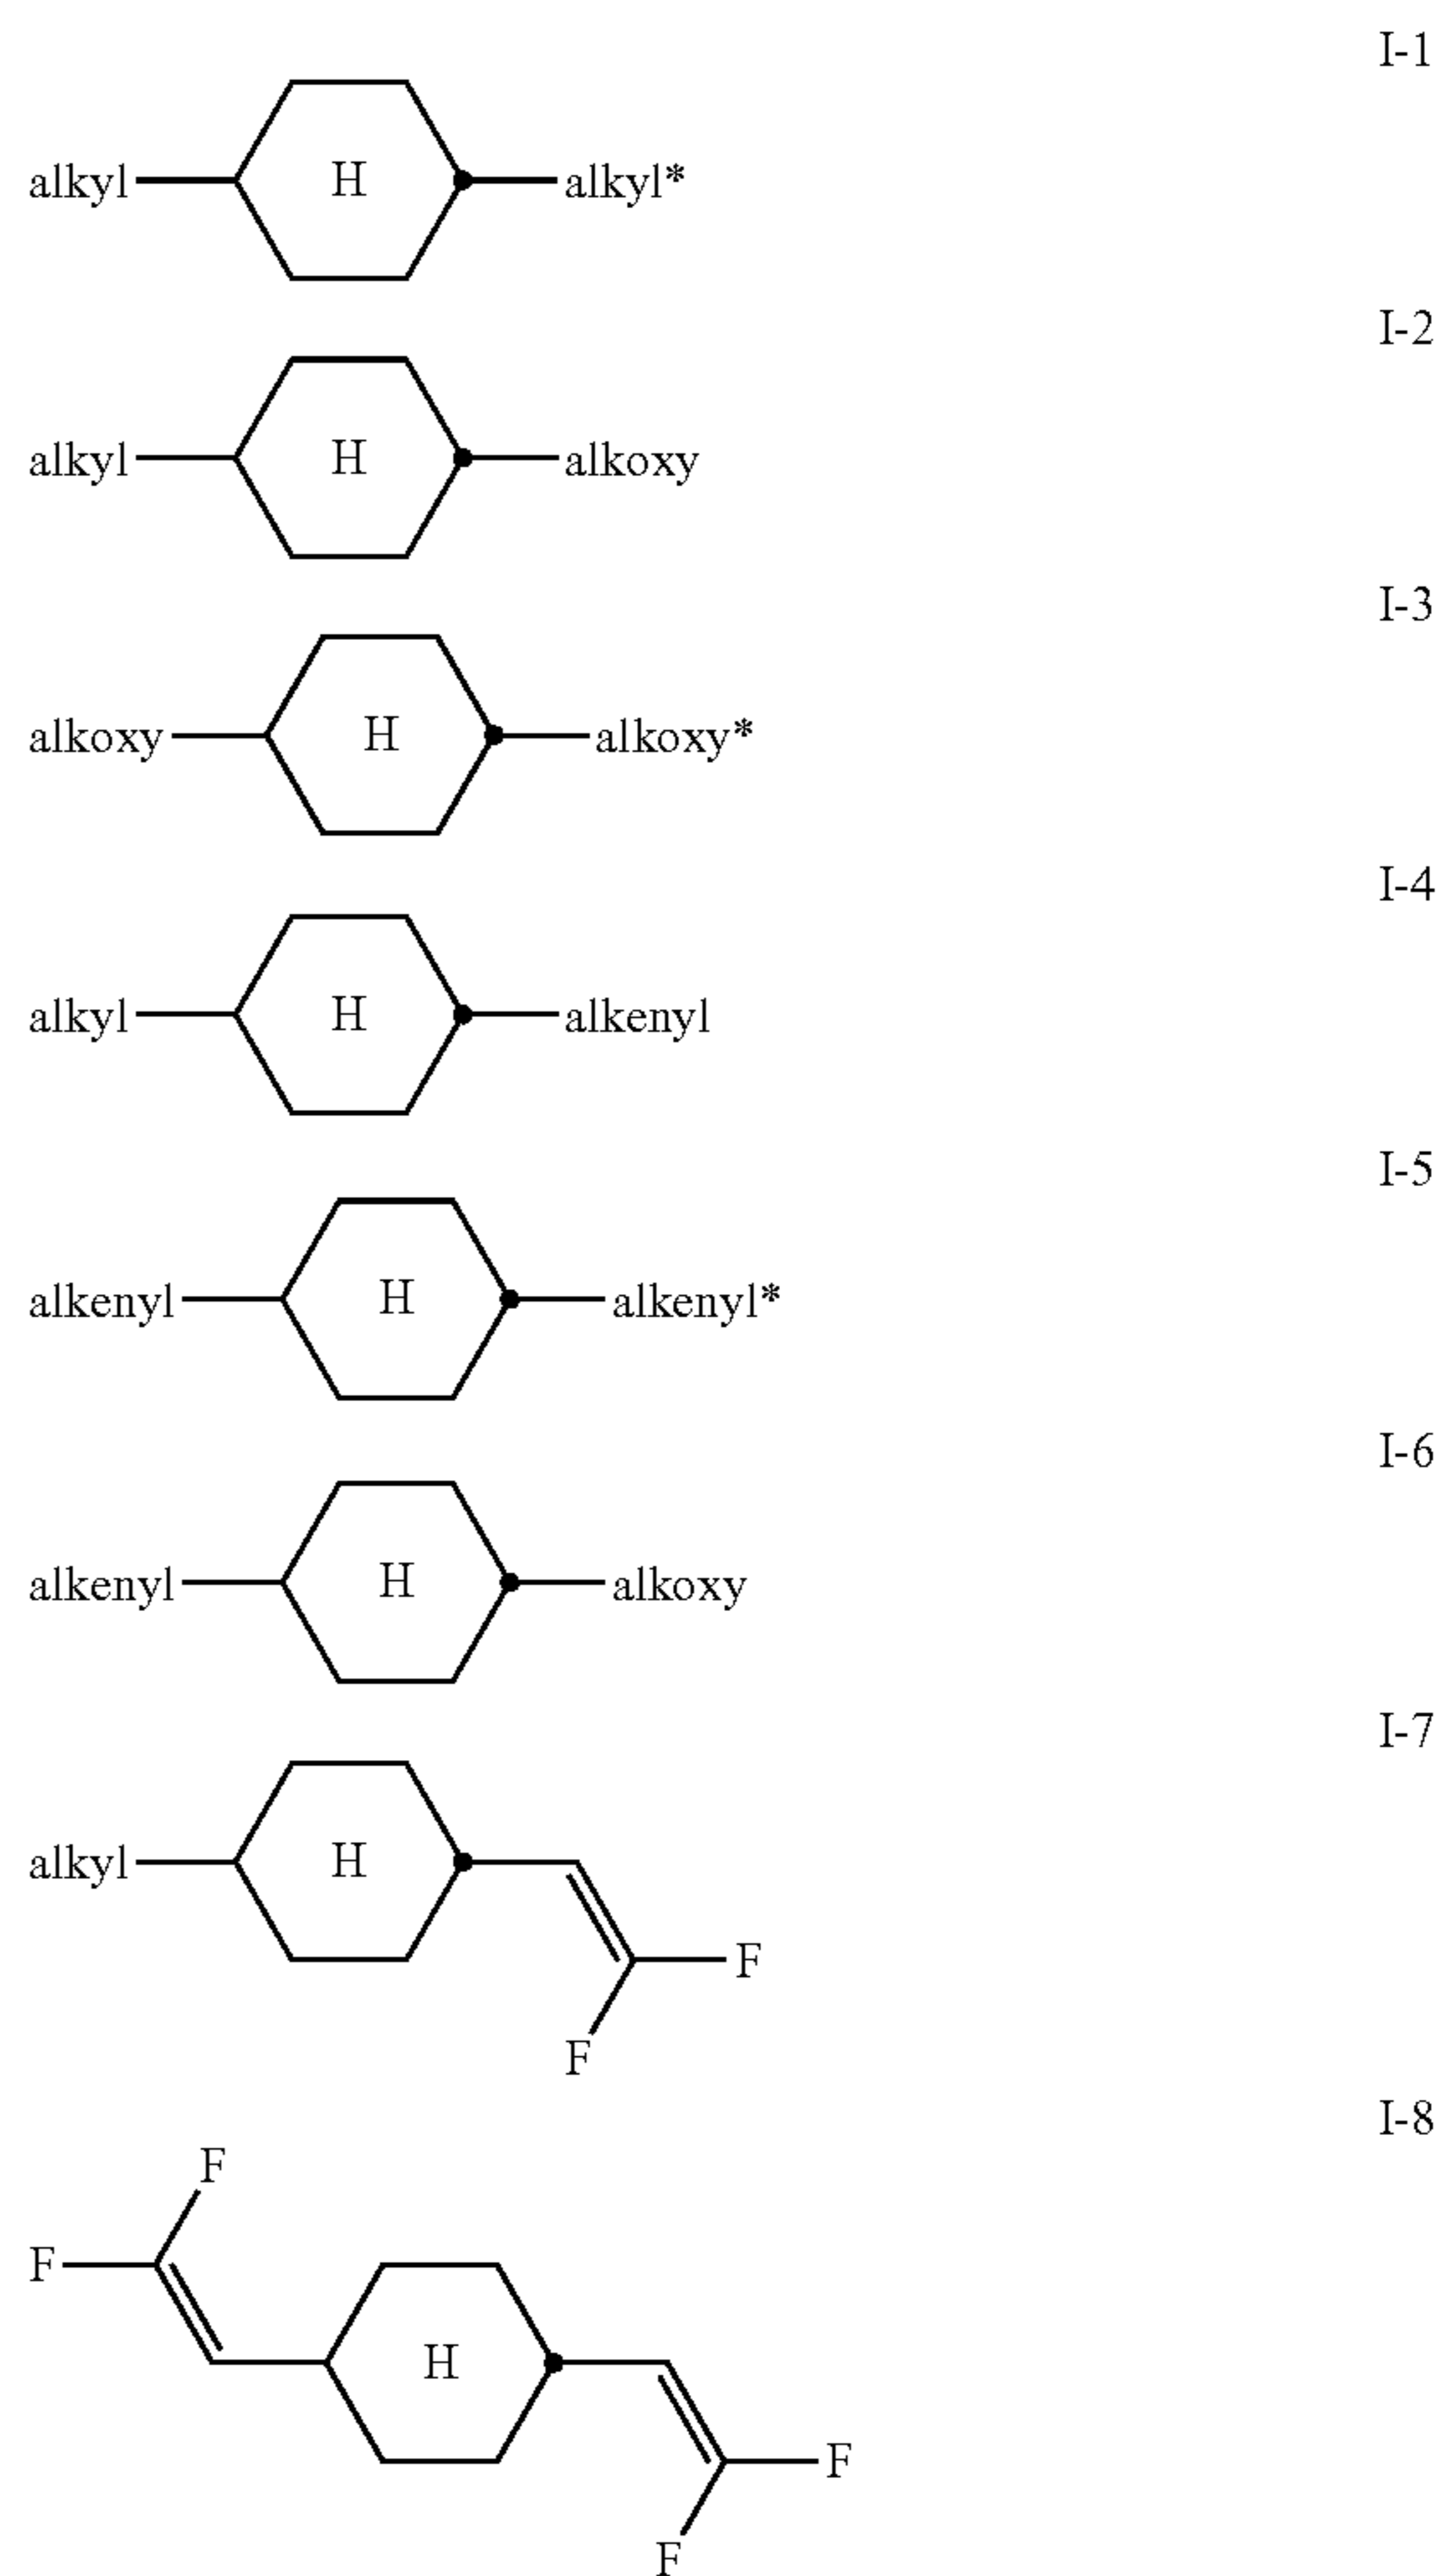 I-1
alkyl H alkyl*
I-2
alkyl H alkoxy
I-3
alkoxy H alkoxy*
I-4
alkyl H alkenyl
I-5
alkenyl H alkenyl*
I-6
alkenyl H alkoxy
I-7
alkyl H
F
F
I-8
F
F
H
F
F